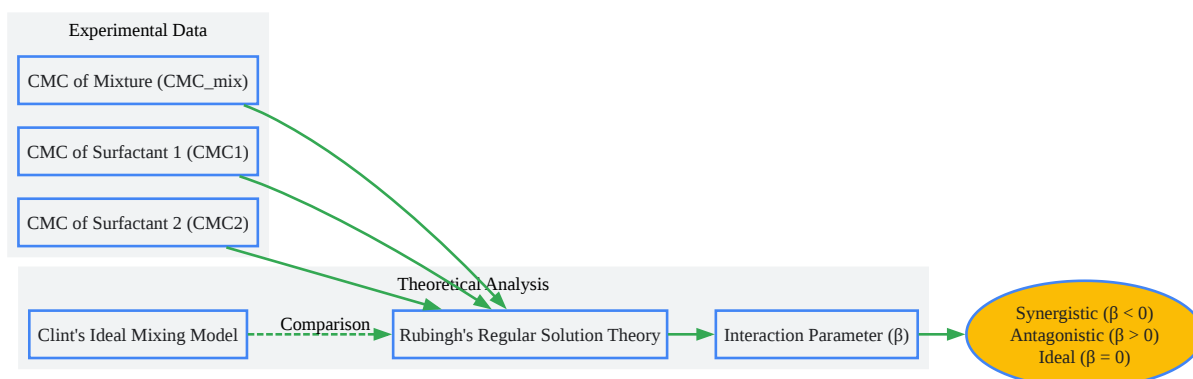 Experimental Data
CMC of Mixture (CMC_mix)
CMC of Surfactant 1 (CMC1)
CMC of Surfactant 2 (CMC2)
Theoretical Analysis
Clint's Ideal Mixing Model
Comparison
Rubingh's Regular Solution Theory
Interaction Parameter (β)
Synergistic (β < 0)
Antagonistic (β > 0)
Ideal (β = 0)